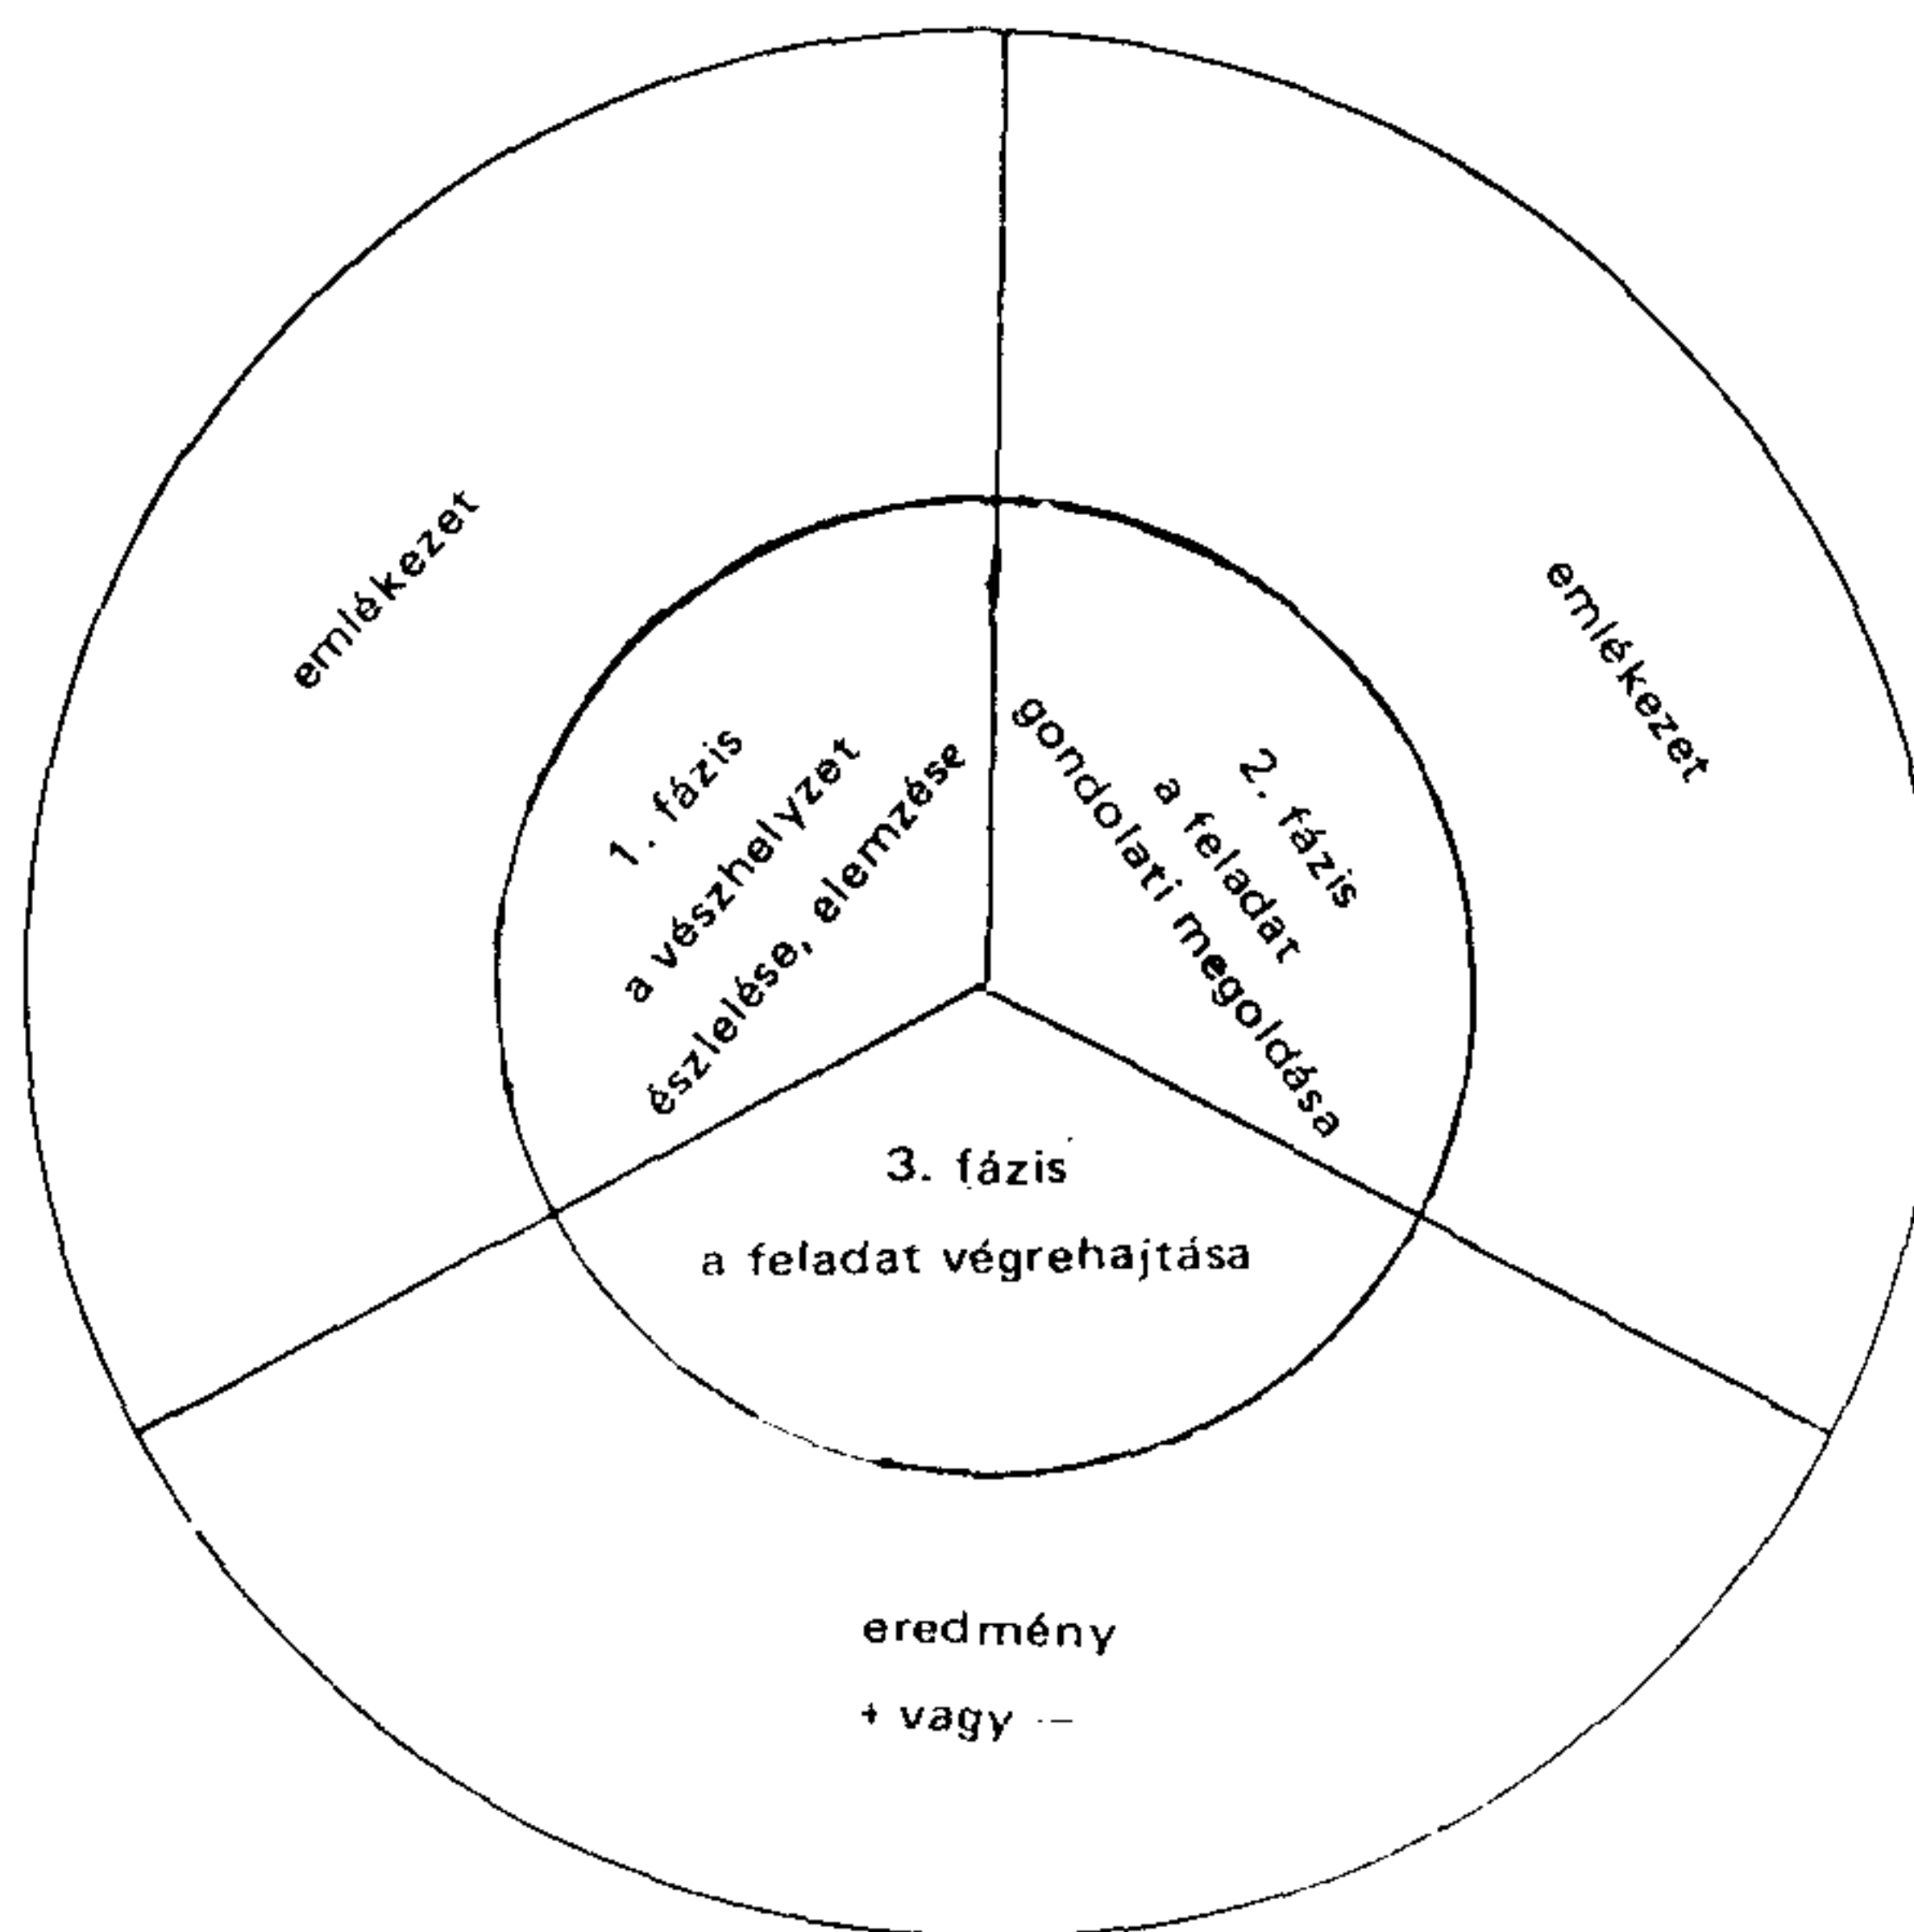 emlékezet
emlékezet
1. fázis
a vészhelyzet
észlelése, elemzése
2. fázis
a feladat
gondolati megoldása
3. fázis
a feladat végrehajtása
eredmény
+ vagy —